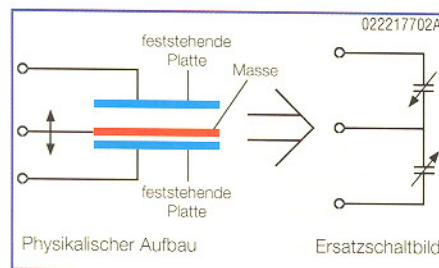 022217702A
feststehende
Platte
Masse
feststehende
Platte
Physikalischer Aufbau
Ersatzschaltbild